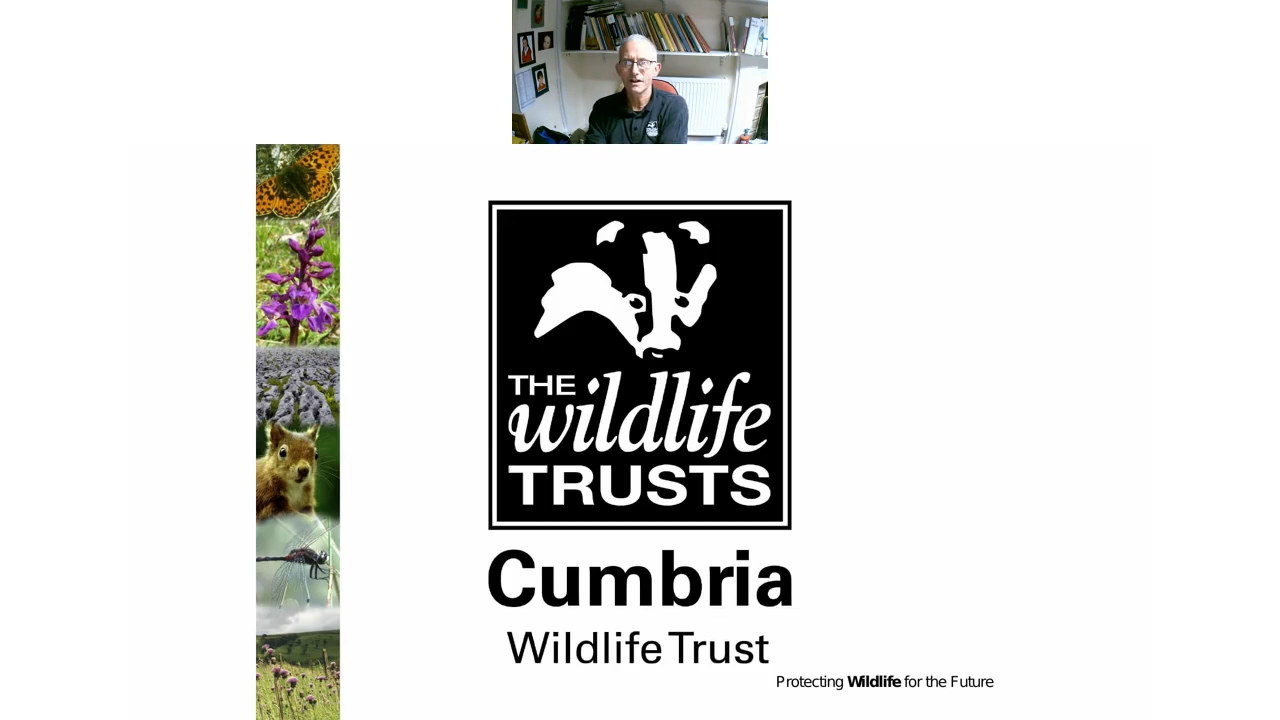 THE
wildlife
TRUSTS
Cumbria
Wildlife Trust
Protecting Wildlife for the Future